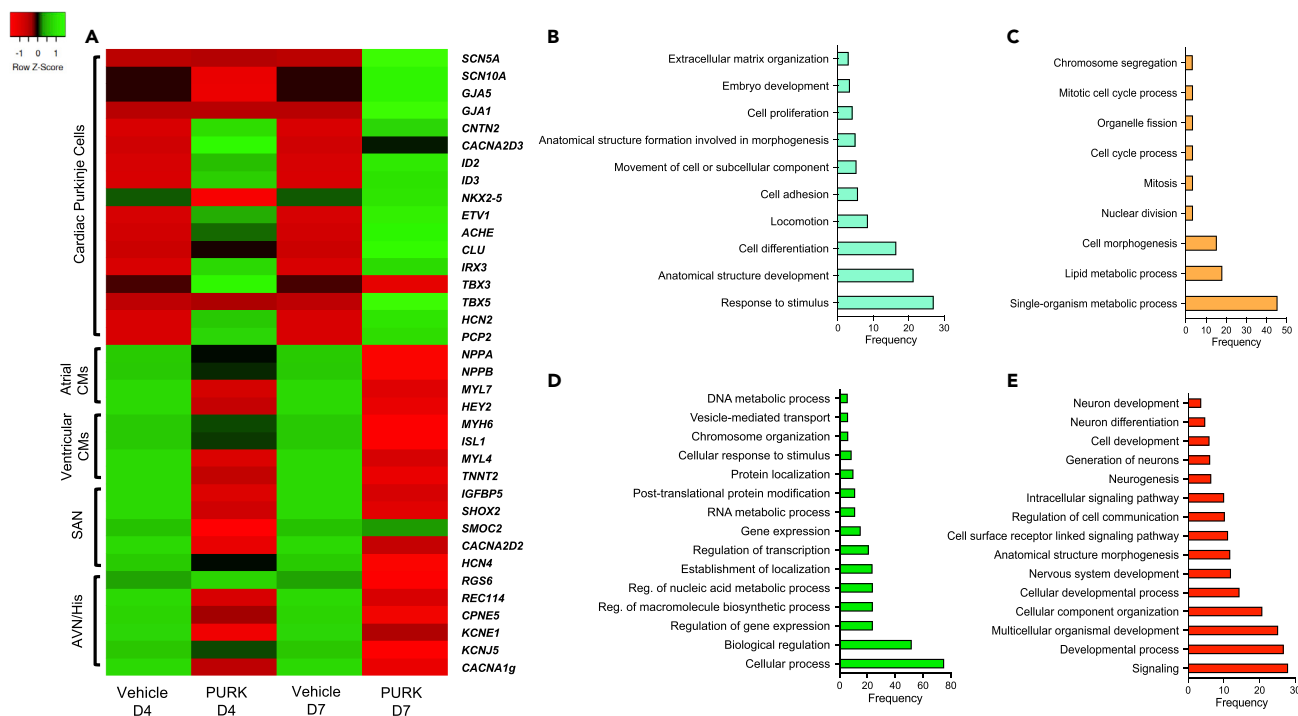 A
-1 0 1
Row Z-Score
Cardiac Purkinje Cells
Atrial
CMs
Ventricular
CMs
SAN
AVN/His
SCN5A
SCN10A
GJA5
GJA1
CNTN2
CACNA2D3
ID2
ID3
NKX2-5
ETV1
ACHE
CLU
IRX3
TBX3
TBX5
HCN2
PCP2
NPPA
NPPB
MYL7
HEY2
MYH6
ISL1
MYL4
TNNT2
IGFBP5
SHOX2
SMOC2
CACNA2D2
HCN4
RGS6
REC114
CPNE5
KCNE1
KCNJ5
CACNA1g
Vehicle PURK Vehicle PURK
D4 D4 D7 D7
B
Extracellular matrix organization
Embryo development
Cell proliferation
Anatomical structure formation involved in morphogenesis
Movement of cell or subcellular component
Cell adhesion
Locomotion
Cell differentiation
Anatomical structure development
Response to stimulus
0 10 20 30
Frequency
C
Chromosome segregation
Mitotic cell cycle process
Organelle fission
Cell cycle process
Mitosis
Nuclear division
Cell morphogenesis
Lipid metabolic process
Single-organism metabolic process
0 10 20 30 40 50
Frequency
D
DNA metabolic process
Vesicle-mediated transport
Chromosome organization
Cellular response to stimulus
Protein localization
Post-translational protein modification
RNA metabolic process
Gene expression
Regulation of transcription
Establishment of localization
Reg. of nucleic acid metabolic process
Reg. of macromolecule biosynthetic process
Regulation of gene expression
Biological regulation
Cellular process
0 20 40 60 80
Frequency
E
Neuron development
Neuron differentiation
Cell development
Generation of neurons
Neurogenesis
Intracellular signaling pathway
Regulation of cell communication
Cell surface receptor linked signaling pathway
Anatomical structure morphogenesis
Nervous system development
Cellular developmental process
Cellular component organization
Multicellular organismal development
Developmental process
Signaling
0 10 20 30
Frequency